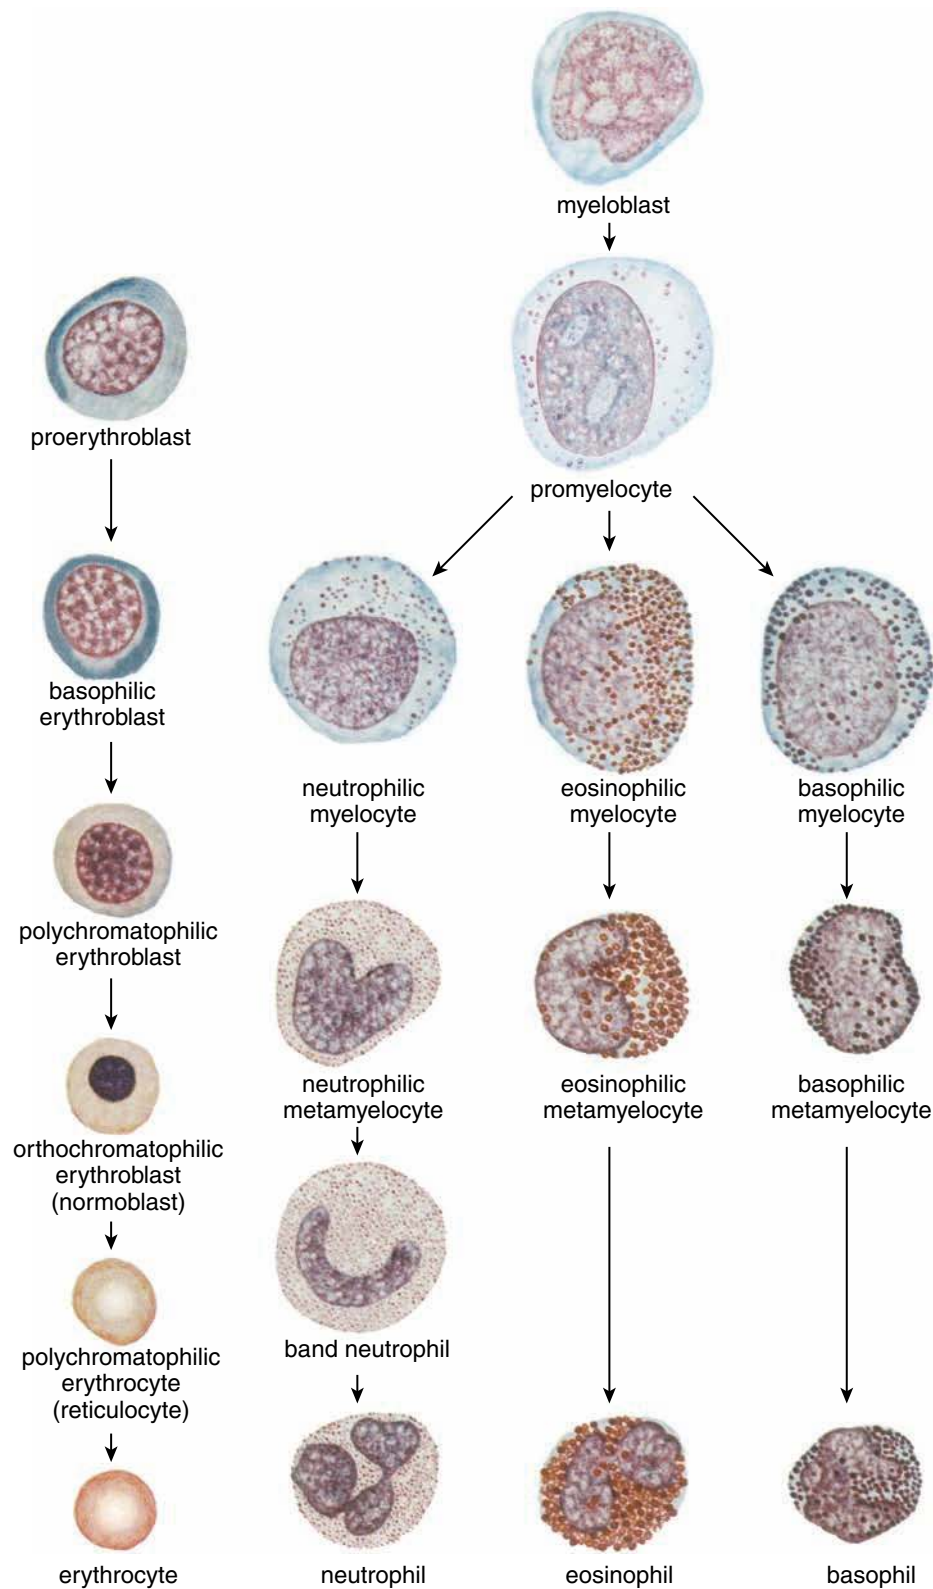 myeloblast
proerythroblast
promyelocyte
basophilic
erythroblast
neutrophilic
myelocyte
eosinophilic
myelocyte
basophilic
myelocyte
polychromatophilic
erythroblast
neutrophilic
metamyelocyte
eosinophilic
metamyelocyte
basophilic
metamyelocyte
orthochromatophilic
erythroblast
(normoblast)
band neutrophil
polychromatophilic
erythrocyte
(reticulocyte)
erythrocyte
neutrophil
eosinophil
basophil